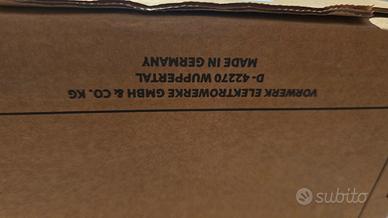 VORWERK ELEKTROWERKE GMBH & CO. KG
D-42270 WUPPERTAL
MADE IN GERMANY
subito